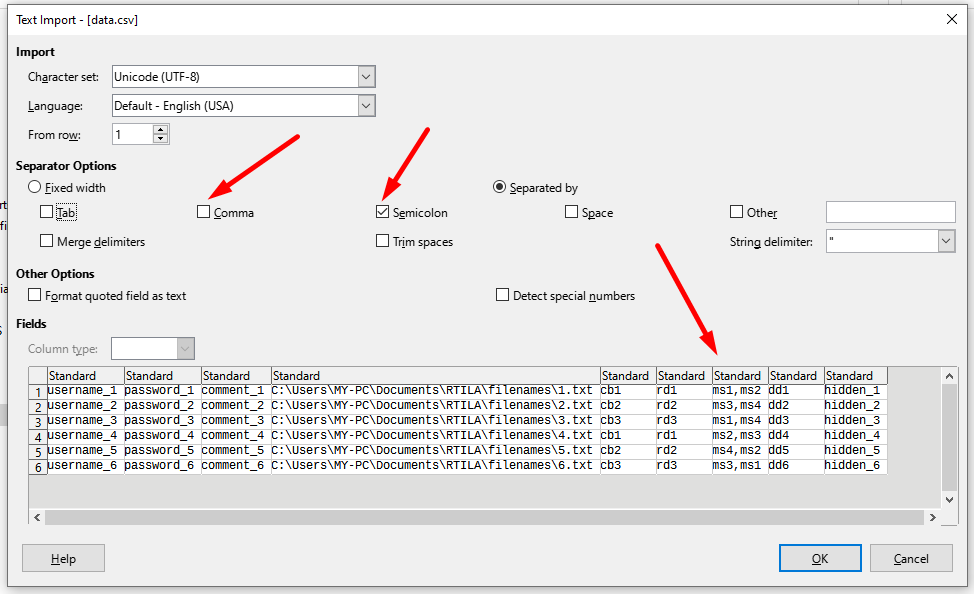 Text Import - [data.csv]
Import
Character set: Unicode (UTF-8)
Language: Default - English (USA)
From row: 1
Separator Options
Fixed width Separated by
Tab Comma Semicolon Space Other
Merge delimiters Trim spaces String delimiter: "
Other Options
Format quoted field as text Detect special numbers
Fields
Column type:
Standard Standard Standard Standard Standard Standard Standard Standard Standard
1 username_1 password_1 comment_1 C:\Users\MY-PC\Documents\RTILA\filenames\1.txt cb1 rd1 ms1,ms2 dd1 hidden_1
2 username_2 password_2 comment_2 C:\Users\MY-PC\Documents\RTILA\filenames\2.txt cb2 rd2 ms3,ms4 dd2 hidden_2
3 username_3 password_3 comment_3 C:\Users\MY-PC\Documents\RTILA\filenames\3.txt cb3 rd3 ms1,ms4 dd3 hidden_3
4 username_4 password_4 comment_4 C:\Users\MY-PC\Documents\RTILA\filenames\4.txt cb1 rd1 ms2,ms3 dd4 hidden_4
5 username_5 password_5 comment_5 C:\Users\MY-PC\Documents\RTILA\filenames\5.txt cb2 rd2 ms4,ms2 dd5 hidden_5
6 username_6 password_6 comment_6 C:\Users\MY-PC\Documents\RTILA\filenames\6.txt cb3 rd3 ms3,ms1 dd6 hidden_6
Help OK Cancel